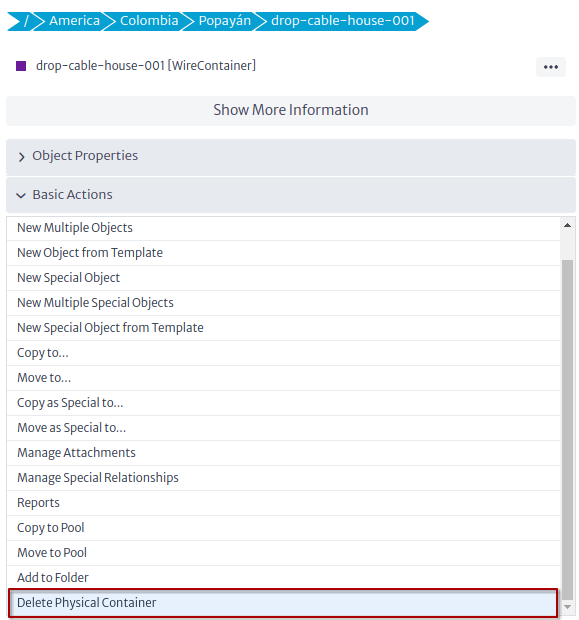 / America Colombia Popayán drop-cable-house-001
drop-cable-house-001 [WireContainer]
Show More Information
Object Properties
Basic Actions
New Multiple Objects
New Object from Template
New Special Object
New Multiple Special Objects
New Special Object from Template
Copy to...
Move to...
Copy as Special to...
Move as Special to...
Manage Attachments
Manage Special Relationships
Reports
Copy to Pool
Move to Pool
Add to Folder
Delete Physical Container